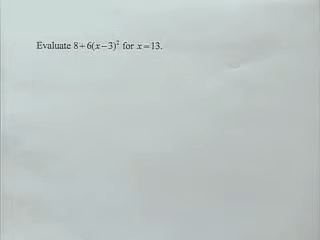 Evaluate 8+6(x−3)² for x=13.